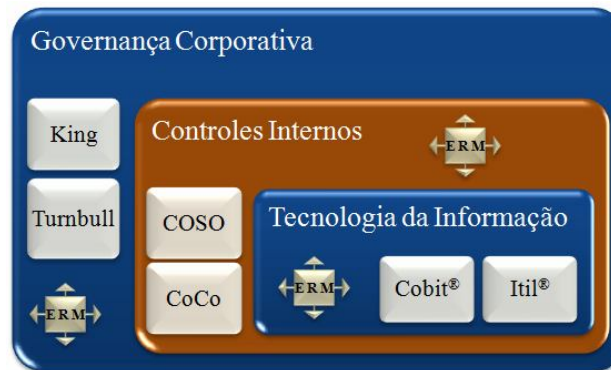 Governança Corporativa
King
Controles Internos
ERM
Turnbull
COSO
Tecnologia da Informação
CoCo
ERM
Cobit®
Itil®
ERM